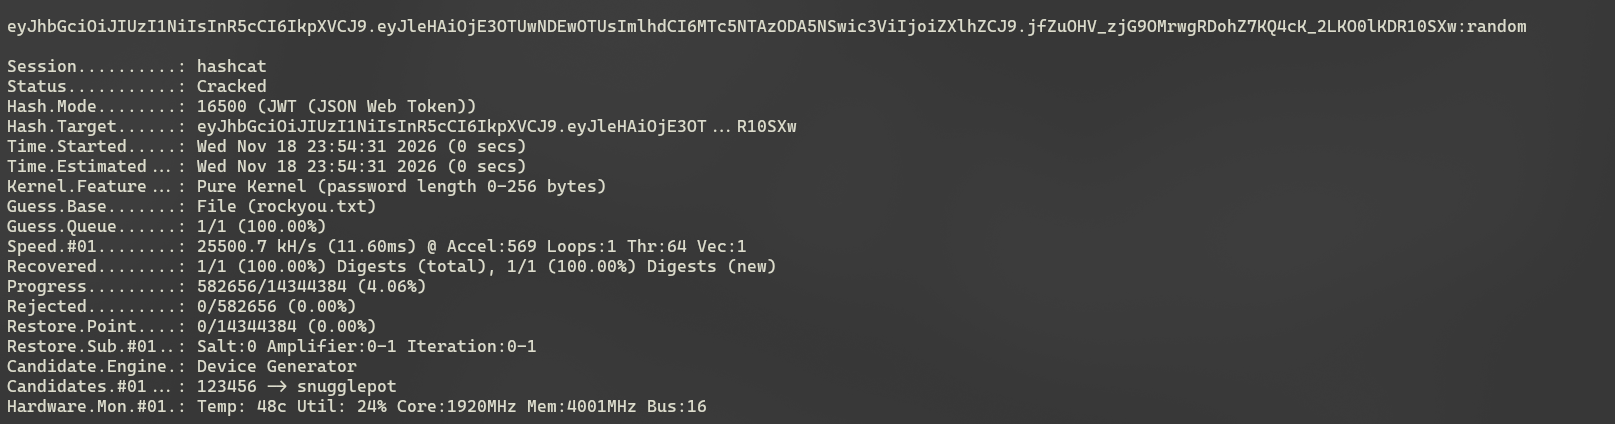 eyJhbGciOiJIUzI1NiIsInR5cCI6IkpXVCJ9.eyJleHAiOjE3OTUwNDEwOTUsImlhdCI6MTc5NTAzODA5NSwic3ViIjoiZXlhZCJ9.jfZuOHV_zjG9OMrwgRDohZ7KQ4cK_2LKO0lKDR10SXw:random
Session..........: hashcat
Status...........: Cracked
Hash.Mode........: 16500 (JWT (JSON Web Token))
Hash.Target......: eyJhbGciOiJIUzI1NiIsInR5cCI6IkpXVCJ9.eyJleHAiOjE3OT...R10SXw
Time.Started.....: Wed Nov 18 23:54:31 2026 (0 secs)
Time.Estimated...: Wed Nov 18 23:54:31 2026 (0 secs)
Kernel.Feature...: Pure Kernel (password length 0-256 bytes)
Guess.Base.......: File (rockyou.txt)
Guess.Queue......: 1/1 (100.00%)
Speed.#01........: 25500.7 kH/s (11.60ms) @ Accel:569 Loops:1 Thr:64 Vec:1
Recovered........: 1/1 (100.00%) Digests (total), 1/1 (100.00%) Digests (new)
Progress.........: 582656/14344384 (4.06%)
Rejected.........: 0/582656 (0.00%)
Restore.Point....: 0/14344384 (0.00%)
Restore.Sub.#01..: Salt:0 Amplifier:0-1 Iteration:0-1
Candidate.Engine.: Device Generator
Candidates.#01...: 123456 -> snugglepot
Hardware.Mon.#01.: Temp: 48c Util: 24% Core:1920MHz Mem:4001MHz Bus:16